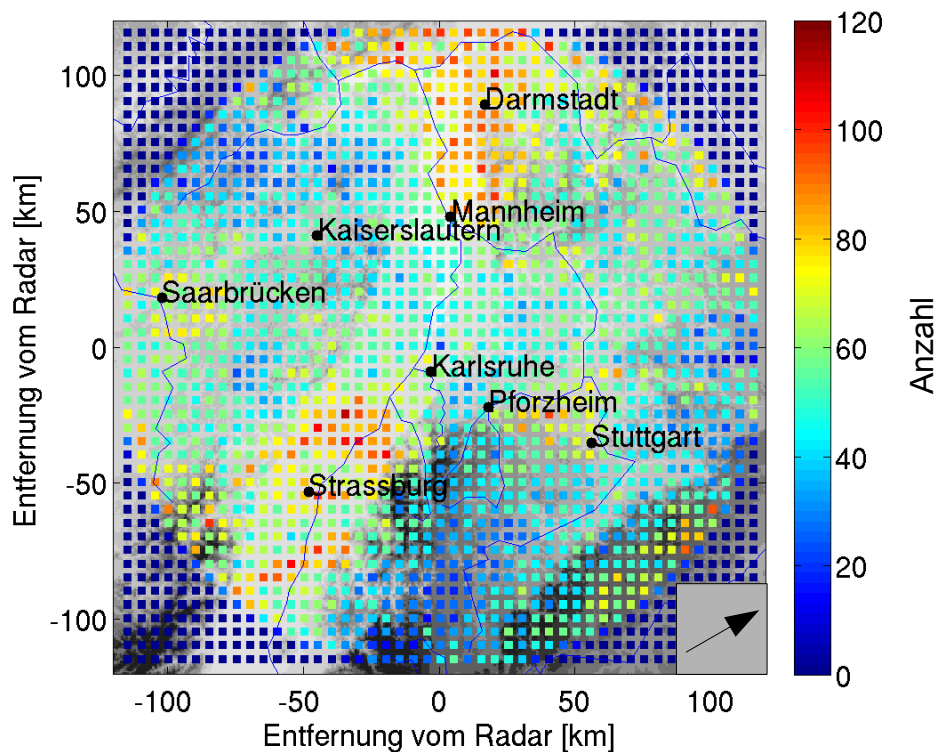 120
100
80
60
40
20
0
Anzahl
100
50
0
-50
-100
Entfernung vom Radar [km]
Darmstadt
Mannheim
Kaiserslautern
Saarbrücken
Karlsruhe
Pforzheim
Stuttgart
Strassburg
-100 -50 0 50 100
Entfernung vom Radar [km]